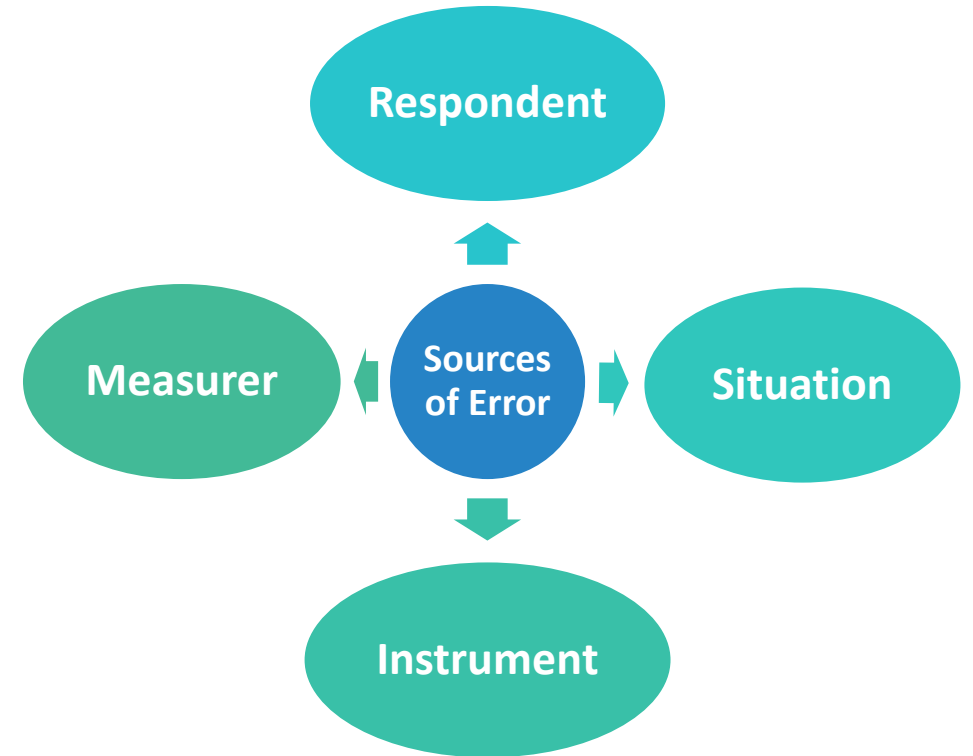 Respondent
Measurer
Sources
of Error
Situation
Instrument